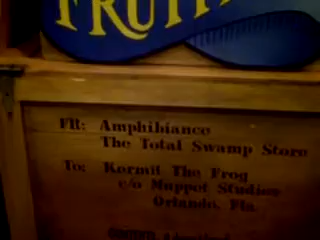 FRUIT
FR: Amphibiance
The Total Swamp Store
To: Kermit The Frog
c/o Muppet Studios
Orlando, Fla.